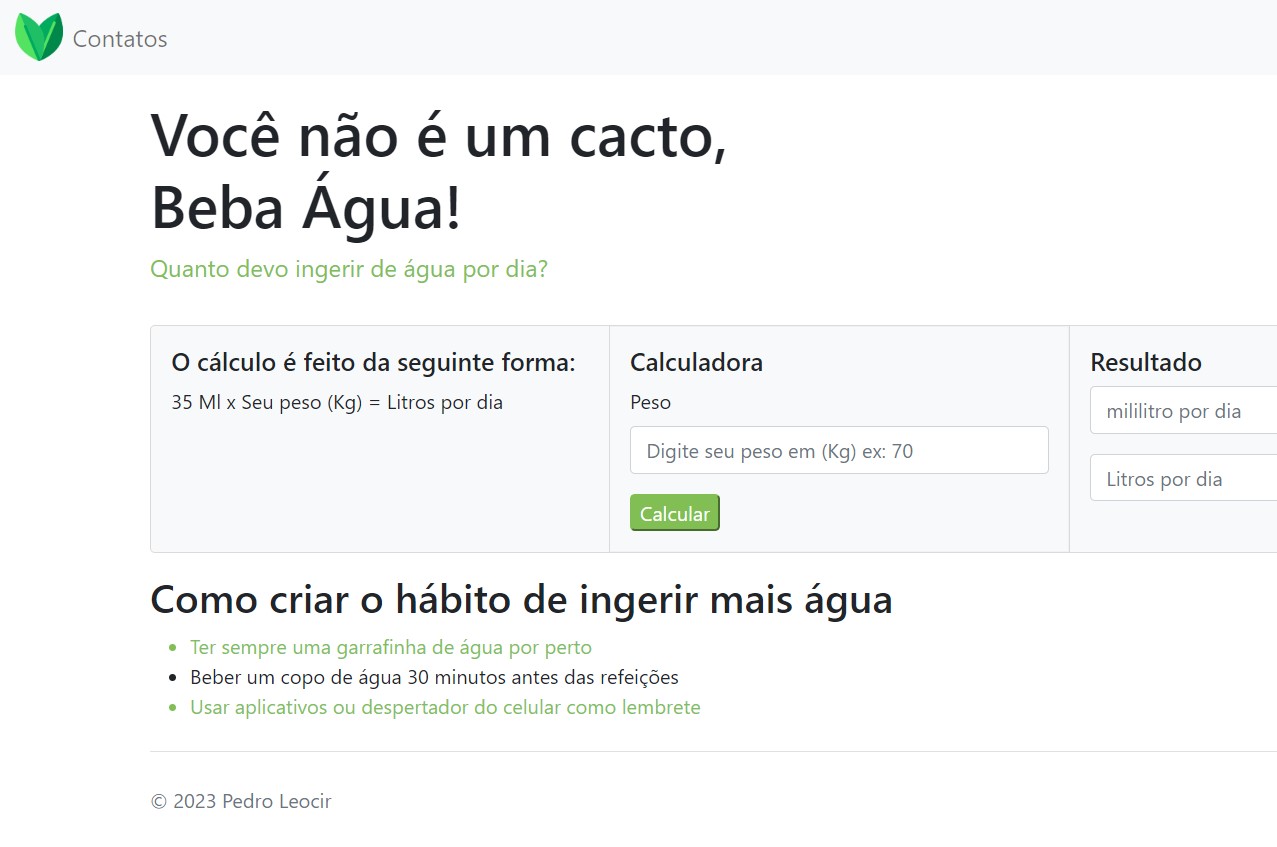 Contatos
Você não é um cacto,
Beba Água!
Quanto devo ingerir de água por dia?
O cálculo é feito da seguinte forma:
35 Ml x Seu peso (Kg) = Litros por dia
Calculadora
Peso
Digite seu peso em (Kg) ex: 70
Calcular
Resultado
mililitro por dia
Litros por dia
Como criar o hábito de ingerir mais água
Ter sempre uma garrafinha de água por perto
Beber um copo de água 30 minutos antes das refeições
Usar aplicativos ou despertador do celular como lembrete
© 2023 Pedro Leocir